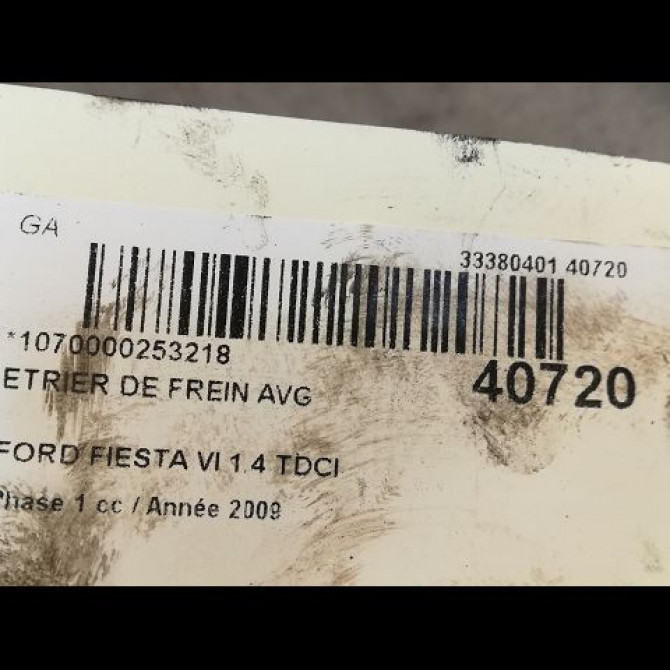 GA
33380401 40720
*1070000253218
40720
ETRIER DE FREIN AVG
FORD FIESTA VI 1.4 TDCI
Phase 1 cc / Année 2009